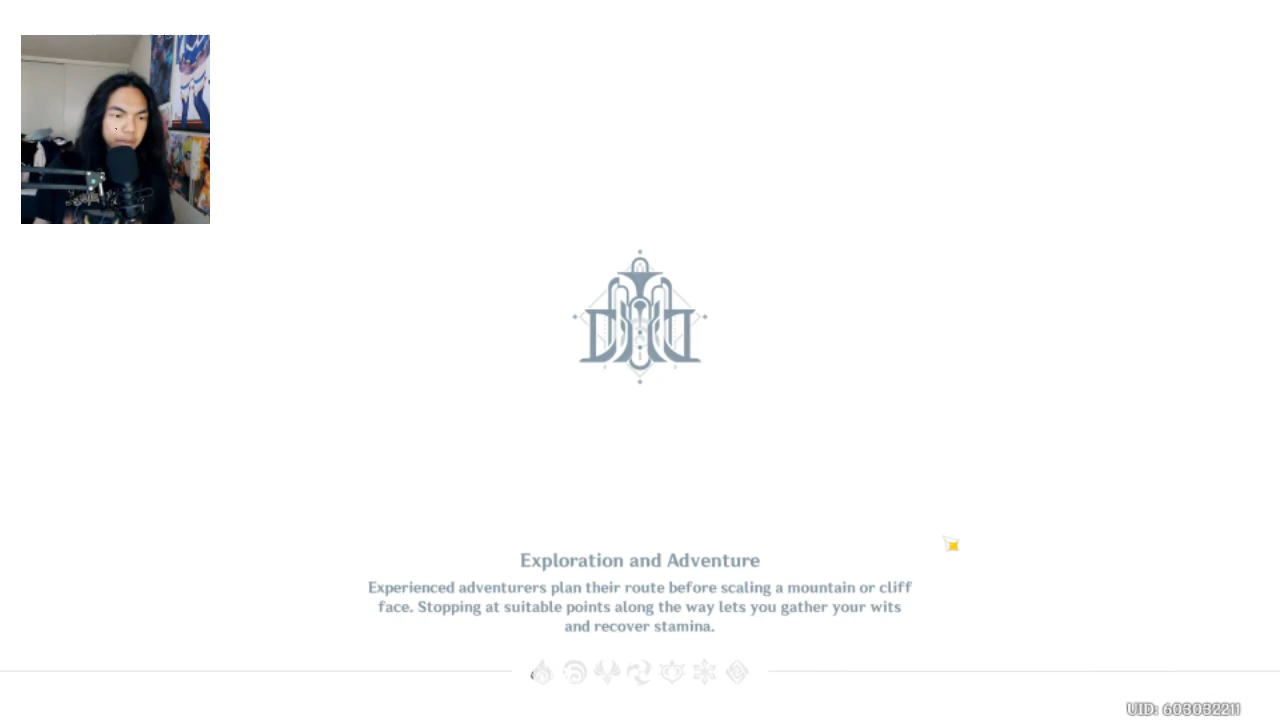 Exploration and Adventure
Experienced adventurers plan their route before scaling a mountain or cliff
face. Stopping at suitable points along the way lets you gather your wits
and recover stamina.
UID: 603032211